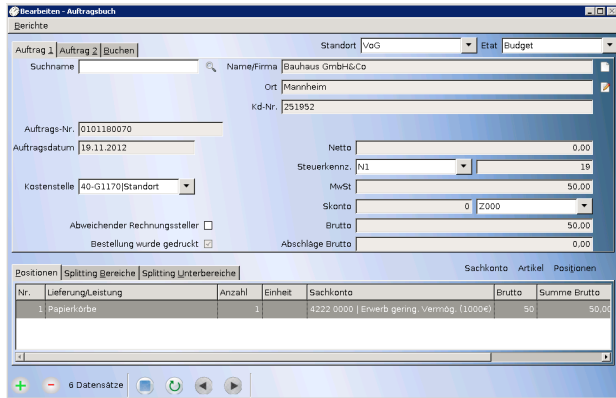 Bearbeiten - Auftragsbuch
Berichte
Auftrag 1 Auftrag 2 Buchen
Standort VoG Etat Budget
Suchname Name/Firma Bauhaus GmbH&Co
Ort Mannheim
Kd-Nr. 251952
Auftrags-Nr. 0101180070
Auftragsdatum 19.11.2012 Netto 0.00
Steuerkennz. N1 19
Kostenstelle 40-G1170|Standort MwSt 50.00
Skonto 0 Z000
Abweichender Rechnungssteller Brutto 50.00
Bestellung wurde gedruckt Abschläge Brutto 0.00
Positionen Splitting Bereiche Splitting Unterbereiche Sachkonto Artikel Positionen
Nr. Lieferung/Leistung Anzahl Einheit Sachkonto Brutto Summe Brutto
1 Papierkörbe 1 4222 0000 | Erwerb gering. Vermög. (1000€) 50 50,00
6 Datensätze